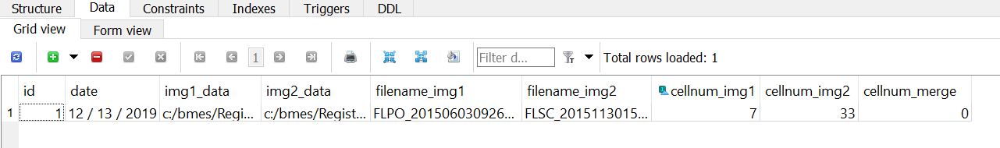 Structure Data Constraints Indexes Triggers DDL
Grid view Form view
1 Filter d... Total rows loaded: 1
id date img1_data img2_data filename_img1 filename_img2 cellnum_img1 cellnum_img2 cellnum_merge
1 1 12 / 13 / 2019 c:/bmes/Regi... c:/bmes/Regist... FLPO_201506030926... FLSC_2015113015... 7 33 0